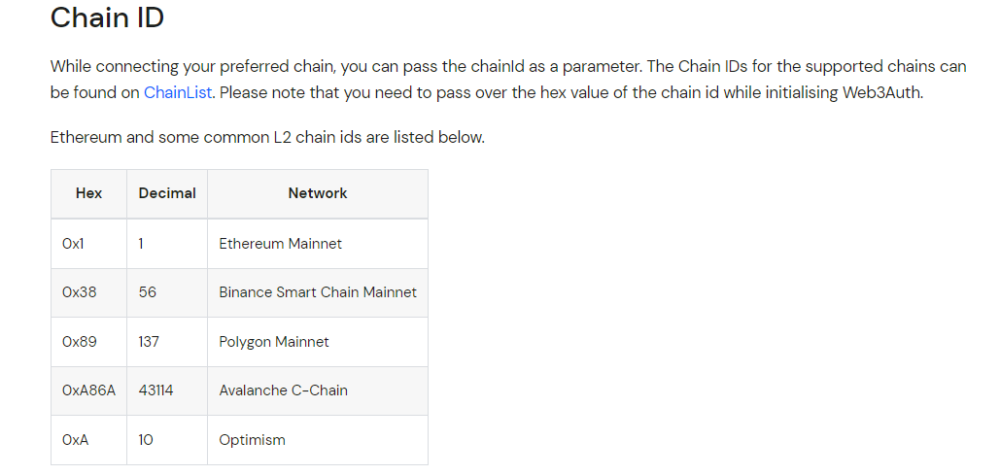 Chain ID
While connecting your preferred chain, you can pass the chainId as a parameter. The Chain IDs for the supported chains can
be found on ChainList. Please note that you need to pass over the hex value of the chain id while initialising Web3Auth.
Ethereum and some common L2 chain ids are listed below.
Hex Decimal Network
0x1 1 Ethereum Mainnet
0x38 56 Binance Smart Chain Mainnet
0x89 137 Polygon Mainnet
0xA86A 43114 Avalanche C-Chain
0xA 10 Optimism